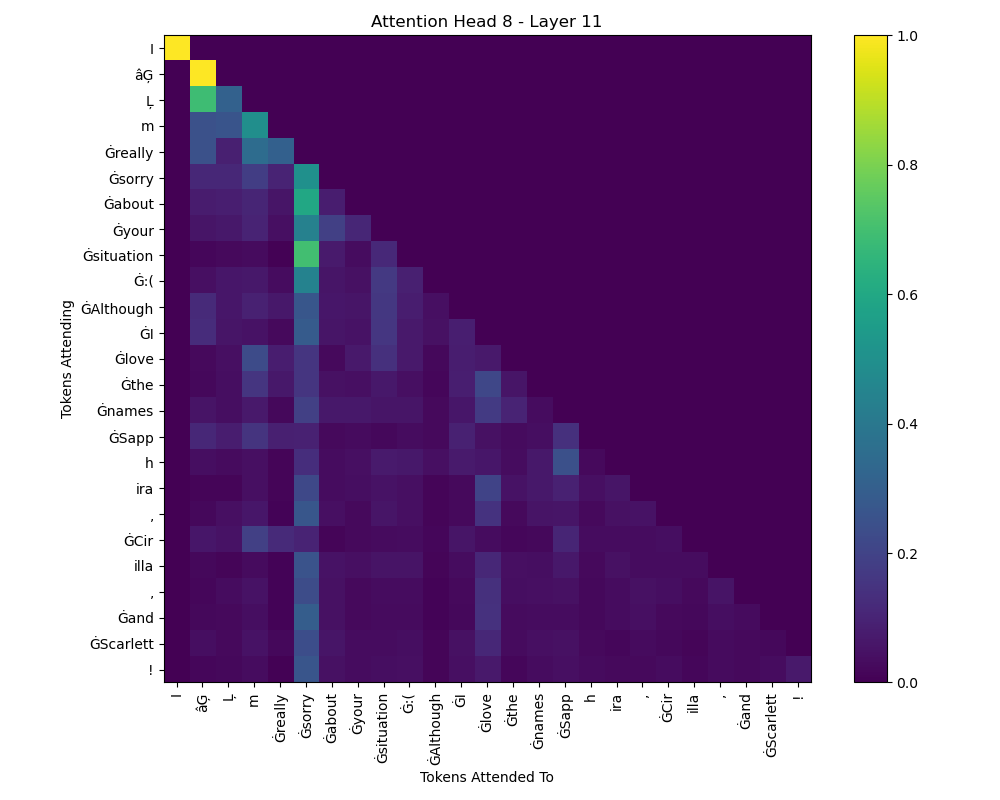 Attention Head 8 - Layer 11
Tokens Attending
I
âĢ
Ļ
m
Ġreally
Ġsorry
Ġabout
Ġyour
Ġsituation
Ġ:(
ĠAlthough
ĠI
Ġlove
Ġthe
Ġnames
ĠSapp
h
ira
,
ĠCir
illa
,
Ġand
ĠScarlett
!
I
âĢ
Ļ
m
Ġreally
Ġsorry
Ġabout
Ġyour
Ġsituation
Ġ:(
ĠAlthough
ĠI
Ġlove
Ġthe
Ġnames
ĠSapp
h
ira
,
ĠCir
illa
,
Ġand
ĠScarlett
!
Tokens Attended To
1.0
0.8
0.6
0.4
0.2
0.0